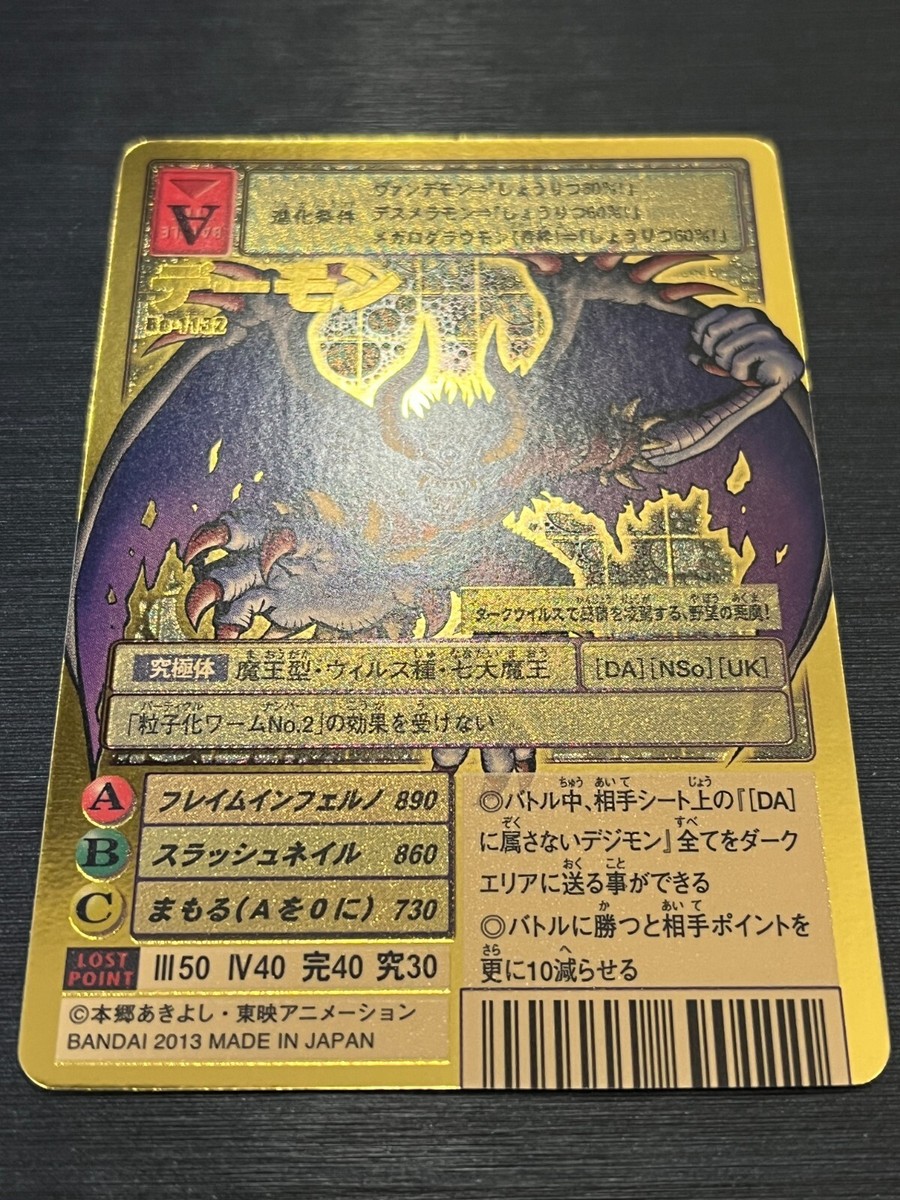 A
BATTLE
進化条件
ヴァンデモン⇒「しょうりつ60%!」
デスメラモン⇒「しょうりつ60%!」
メガログラウモン[究極]⇒「しょうりつ60%!」
デーモン
Bo-1132
ダークウイルスで悪領を凌駕する、野望の悪魔!
究極体 魔王型・ウィルス種・七大魔王 [DA][NSo][UK]
「粒子化ワームNo.2」の効果を受けない
A フレイムインフェルノ 890
B スラッシュネイル 860
C まもる(Aを0に) 730
LOST POINT Ⅲ50 Ⅳ40 完40 究30
◎バトル中、相手シート上の『[DA]
に属さないデジモン』全てをダーク
エリアに送る事ができる
◎バトルに勝つと相手ポイントを
更に10減らせる
©本郷あきよし・東映アニメーション
BANDAI 2013 MADE IN JAPAN